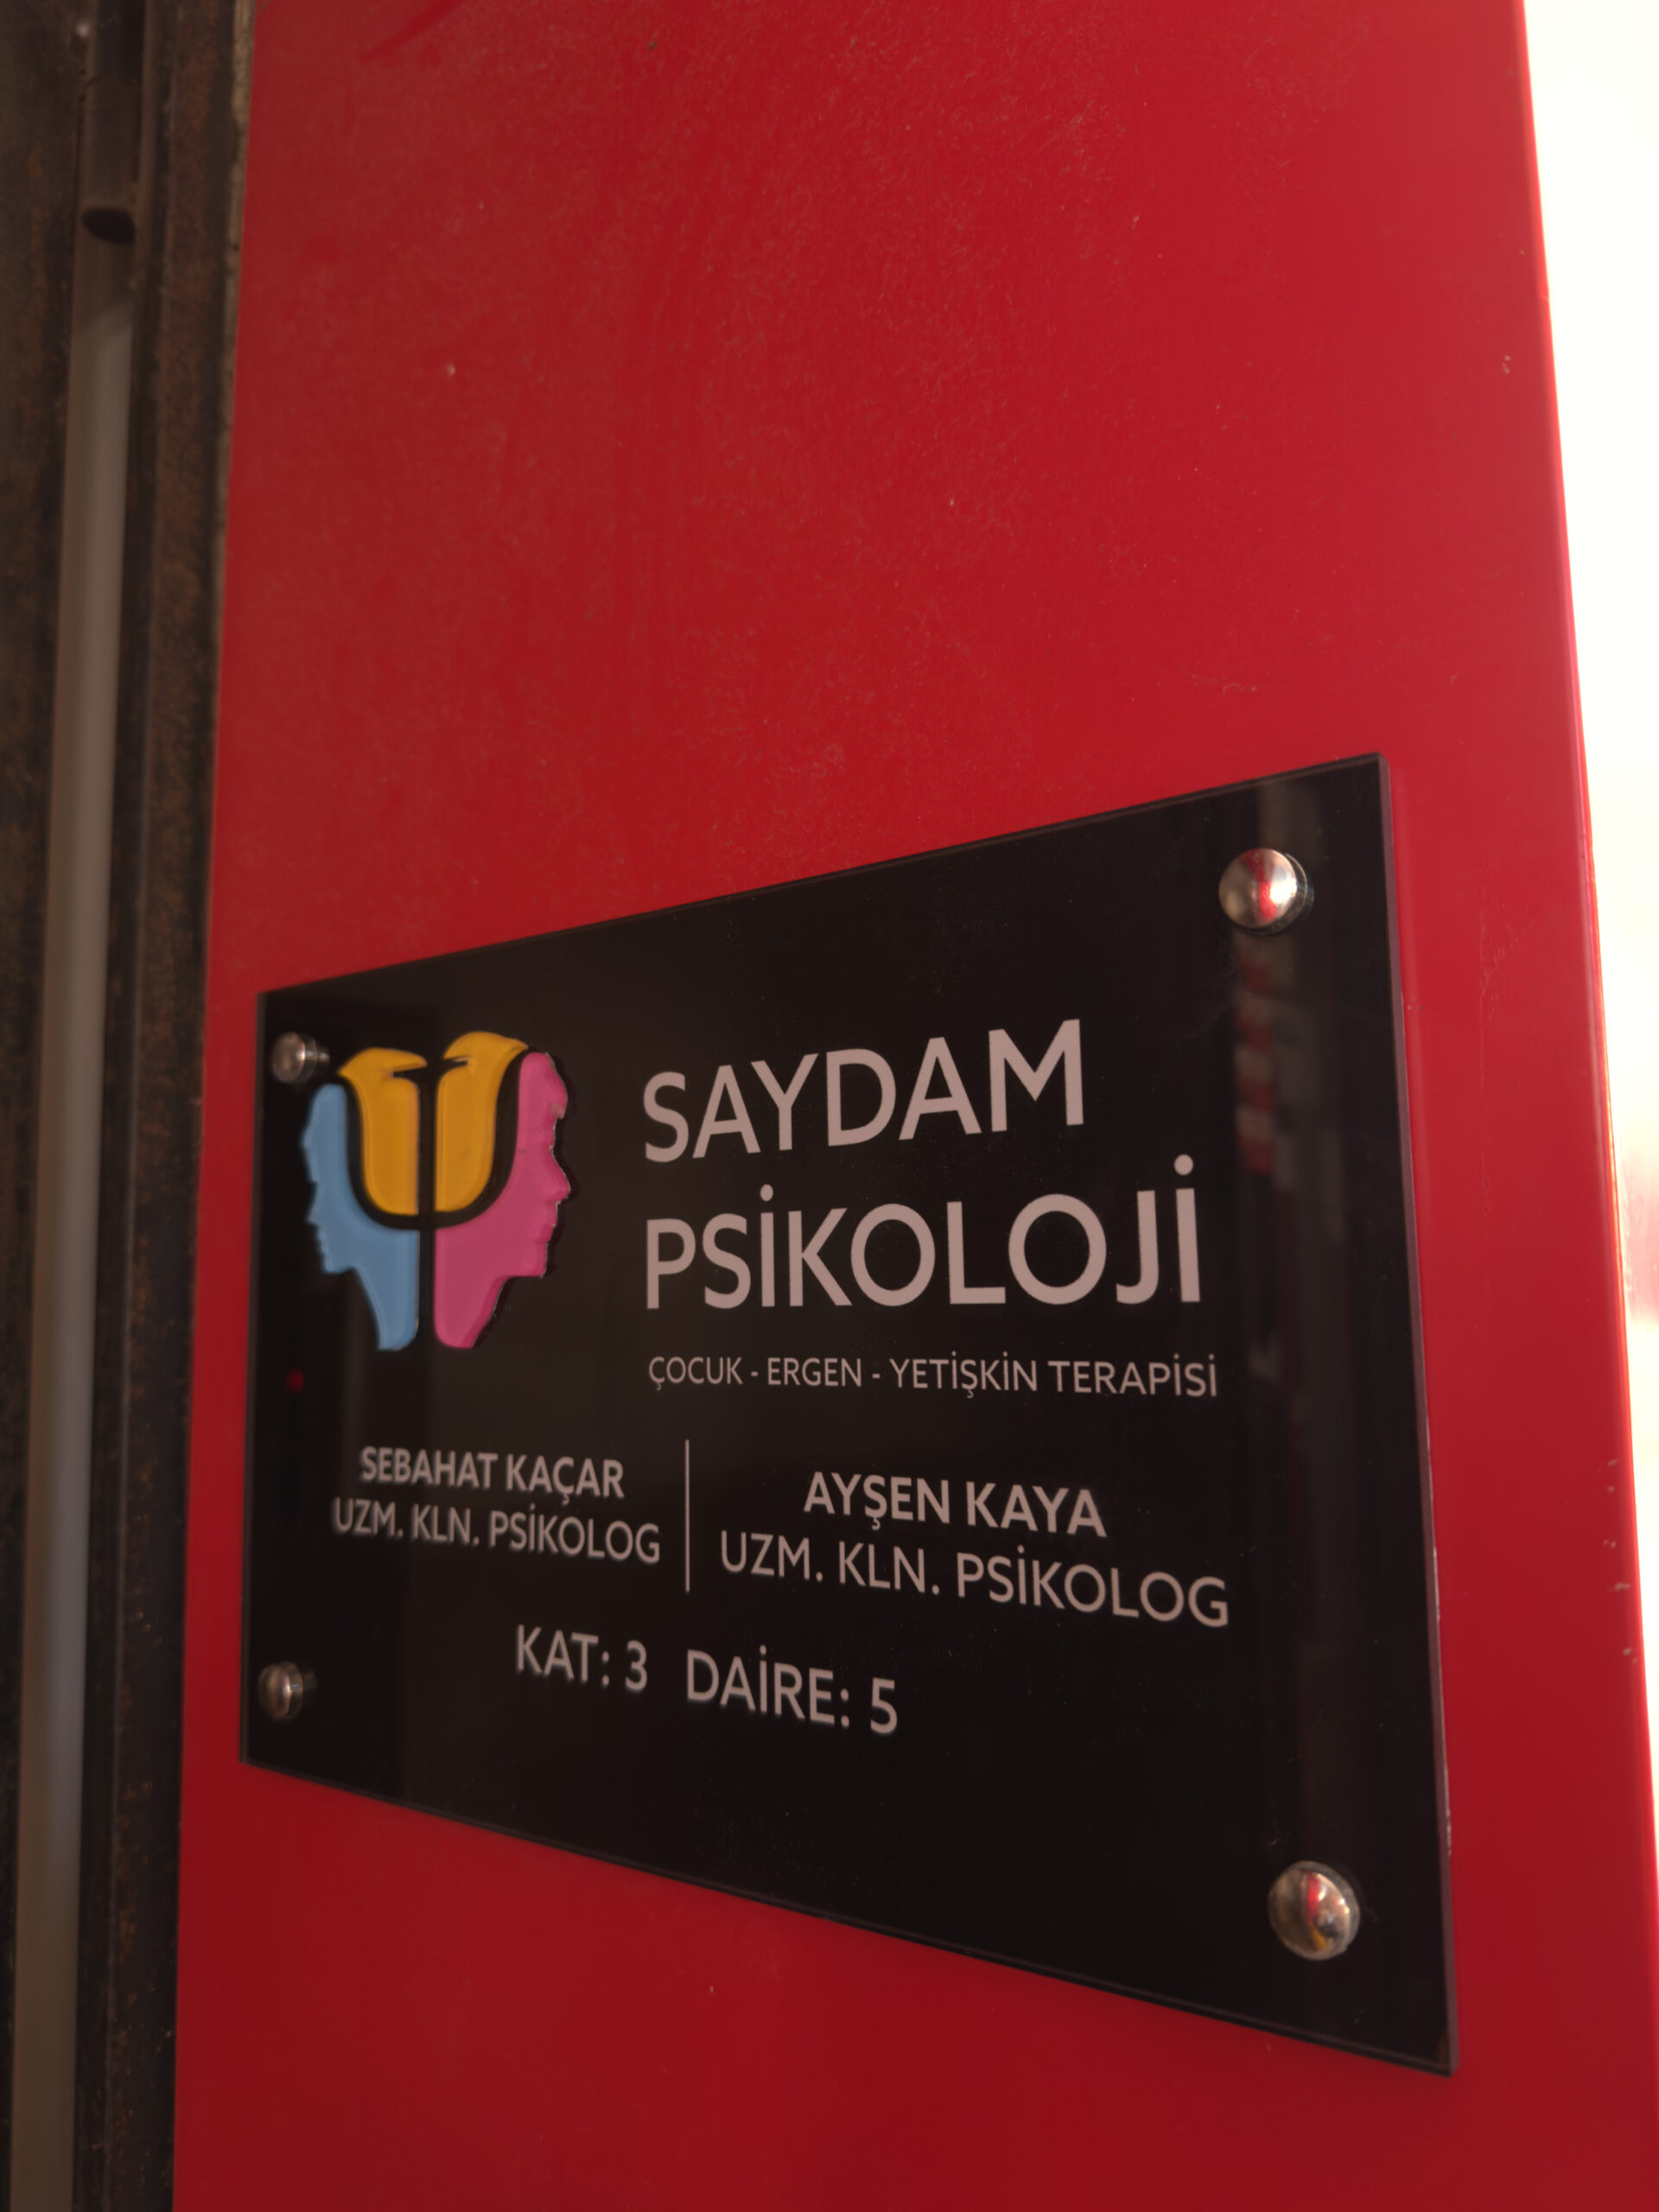 SAYDAM
PSİKOLOJİ
ÇOCUK - ERGEN - YETİŞKİN TERAPİSİ
SEBAHAT KAÇAR
UZM. KLN. PSİKOLOG
AYŞEN KAYA
UZM. KLN. PSİKOLOG
KAT: 3 DAİRE: 5